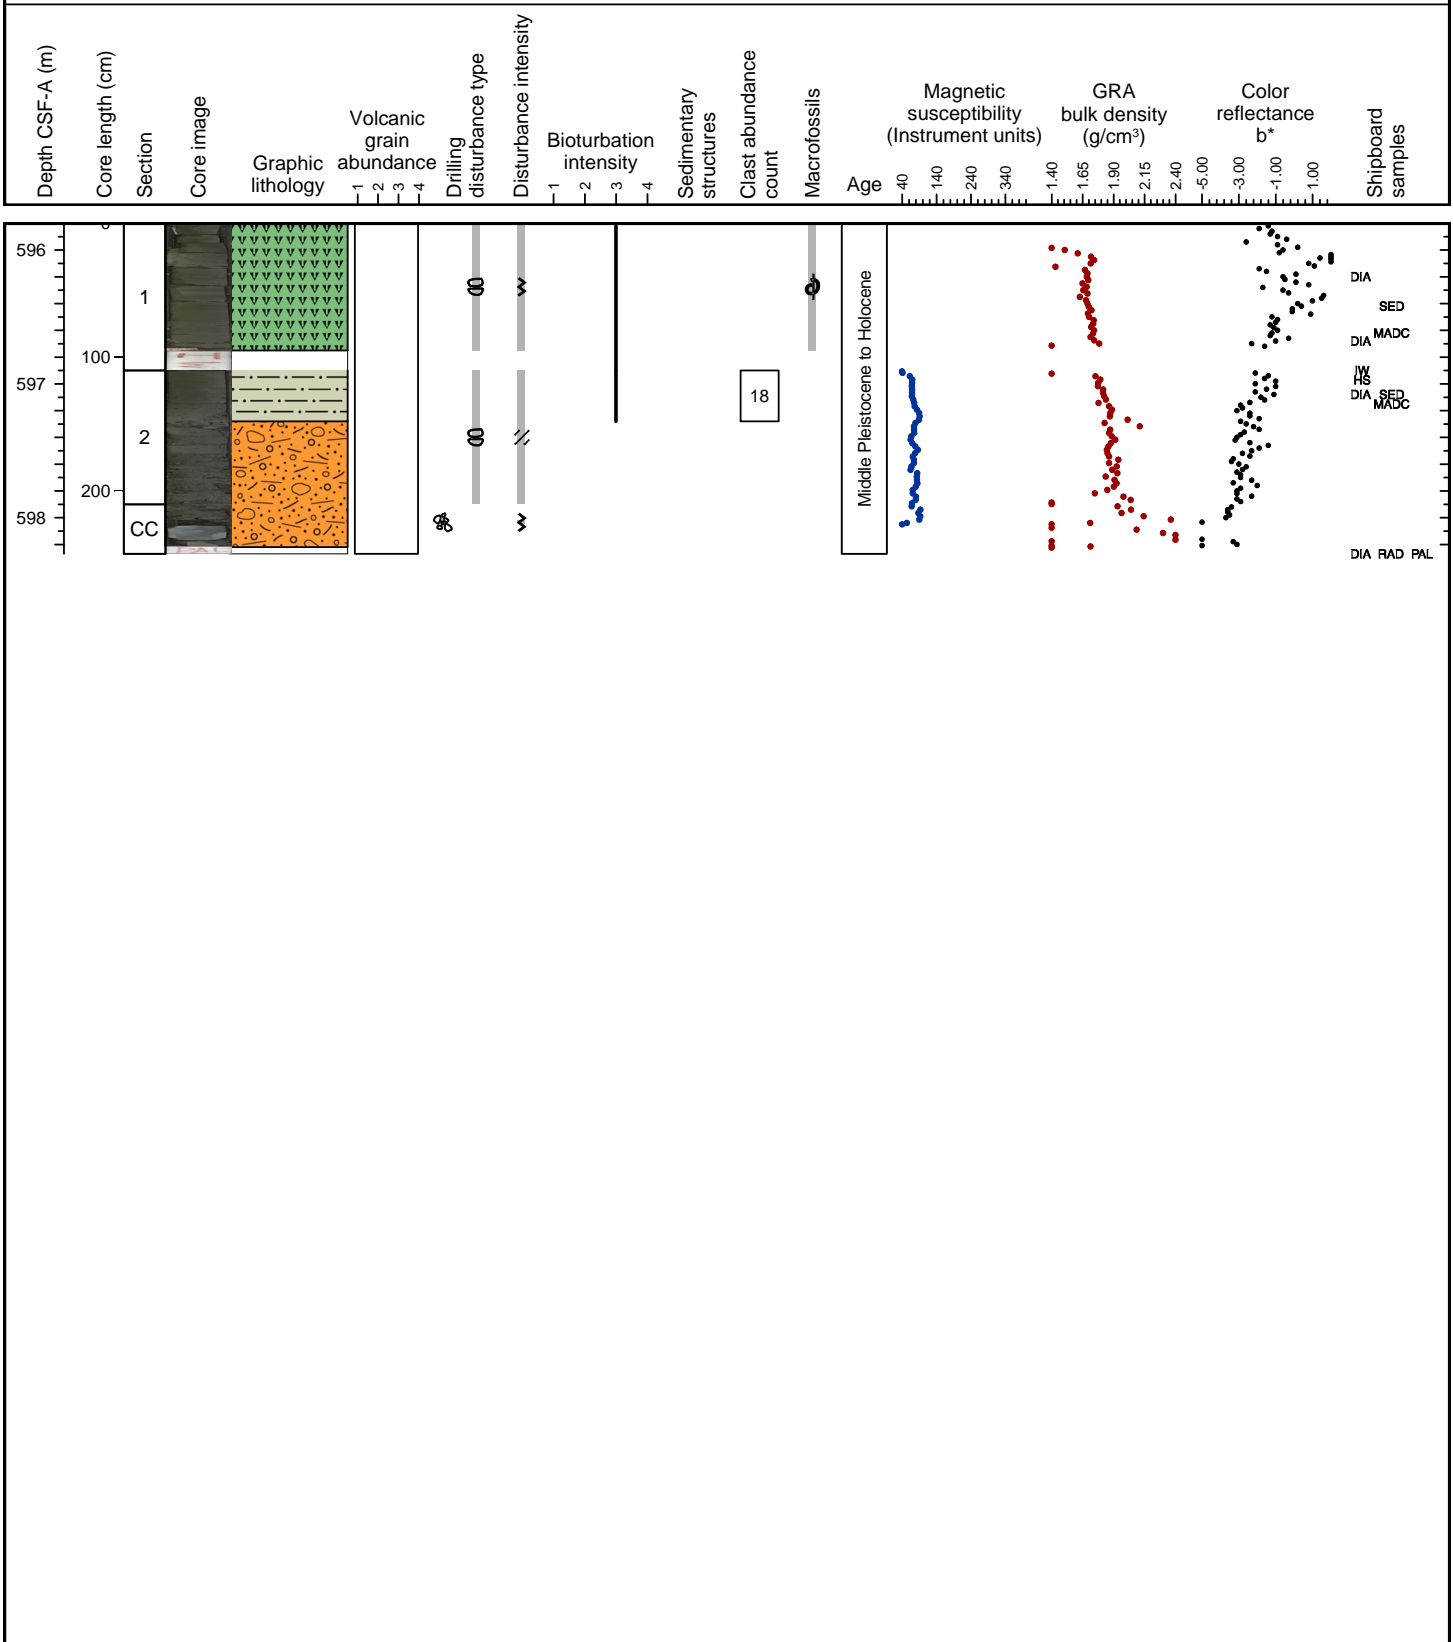 Depth CSF-A (m)
Core length (cm)
Section
Core image
Graphic
lithology
Volcanic
grain
abundance
1
2
3
4
Drilling
disturbance type
Disturbance intensity
Bioturbation
intensity
1
2
3
4
Sedimentary
structures
Clast abundance
count
Macrofossils
Age
Magnetic
susceptibility
(Instrument units)
40
140
240
340
GRA
bulk density
(g/cm³)
1.40
1.65
1.90
2.15
2.40
Color
reflectance
b*
-5.00
-3.00
-1.00
1.00
Shipboard
samples
0
596
1
100
597
2
200
598
CC
PAL
18
Middle Pleistocene to Holocene
DIA
SED
MADC
DIA
IW
HS
DIA SED
MADC
DIA RAD PAL